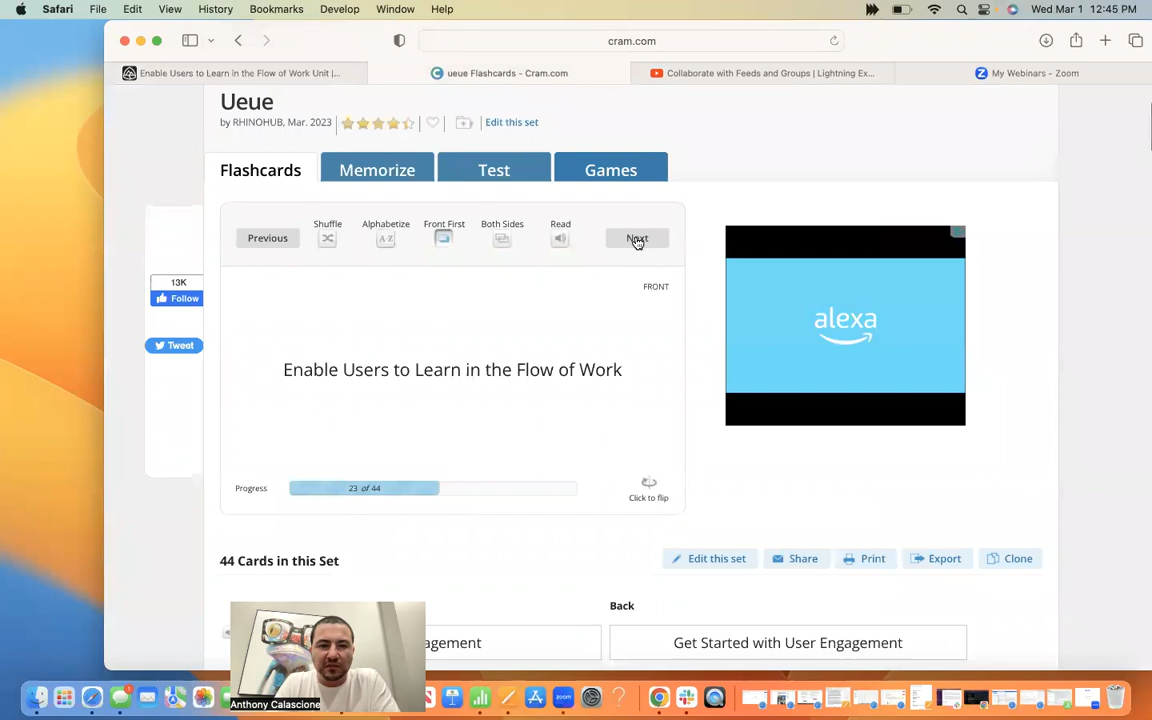 Safari File Edit View History Bookmarks Develop Window Help Wed Mar 1 12:45 PM
cram.com
Enable Users to Learn in the Flow of Work Unit |... ueue Flashcards - Cram.com Collaborate with Feeds and Groups | Lightning Ex... My Webinars - Zoom
Ueue
by RHINOHUB, Mar. 2023 Edit this set
Flashcards Memorize Test Games
Shuffle Alphabetize Front First Both Sides Read
Previous A-Z Next
FRONT
alexa
13K
Follow
Tweet
Enable Users to Learn in the Flow of Work
Progress 23 of 44 Click to flip
44 Cards in this Set Edit this set Share Print Export Clone
Back
agement Get Started with User Engagement
Anthony Calascione